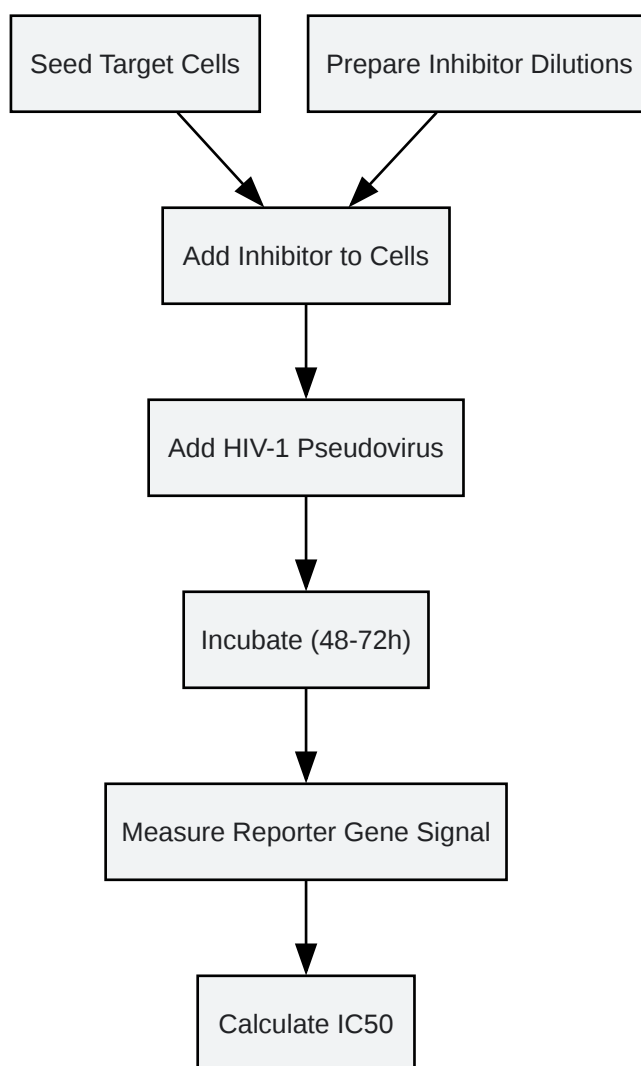 Seed Target Cells
Prepare Inhibitor Dilutions
Add Inhibitor to Cells
Add HIV-1 Pseudovirus
Incubate (48-72h)
Measure Reporter Gene Signal
Calculate IC50